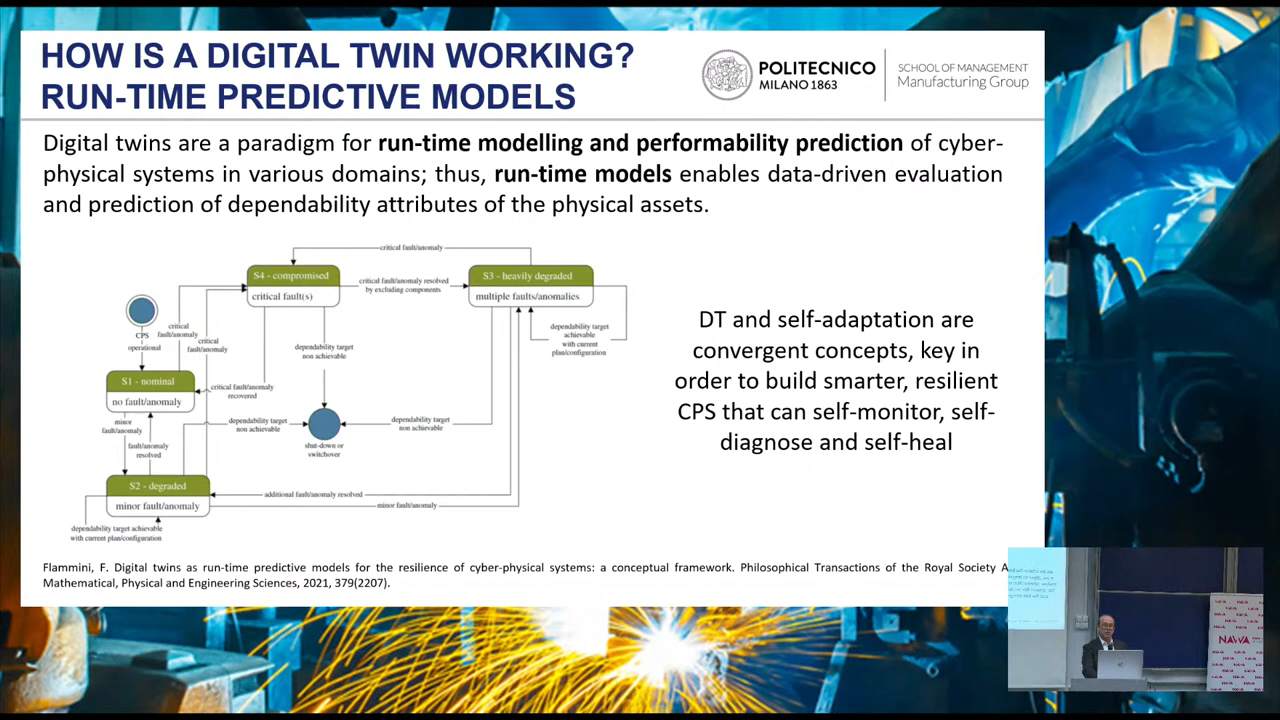 HOW IS A DIGITAL TWIN WORKING?
RUN-TIME PREDICTIVE MODELS
POLITECNICO
MILANO 1863
SCHOOL OF MANAGEMENT
Manufacturing Group
Digital twins are a paradigm for run-time modelling and performability prediction of cyber-
physical systems in various domains; thus, run-time models enables data-driven evaluation
and prediction of dependability attributes of the physical assets.
critical fault/anomaly
S4 - compromised
critical fault(s)
critical fault/anomaly resolved
by excluding components
S3 - heavily degraded
multiple faults/anomalies
CPS
operational
critical
fault/anomaly
critical
fault/anomaly
dependability target
non achievable
dependability target
achievable
with current
plan/configuration
S1 - nominal
no fault/anomaly
critical fault/anomaly
recovered
minor
fault/anomaly
fault/anomaly
resolved
dependability target
non achievable
dependability target
non achievable
shut-down or
switchover
S2 - degraded
minor fault/anomaly
additional fault/anomaly resolved
minor fault/anomaly
dependability target achievable
with current plan/configuration
DT and self-adaptation are
convergent concepts, key in
order to build smarter, resilient
CPS that can self-monitor, self-
diagnose and self-heal
Flammini, F. Digital twins as run-time predictive models for the resilience of cyber-physical systems: a conceptual framework. Philosophical Transactions of the Royal Society A
Mathematical, Physical and Engineering Sciences, 2021, 379(2207).
NAWA